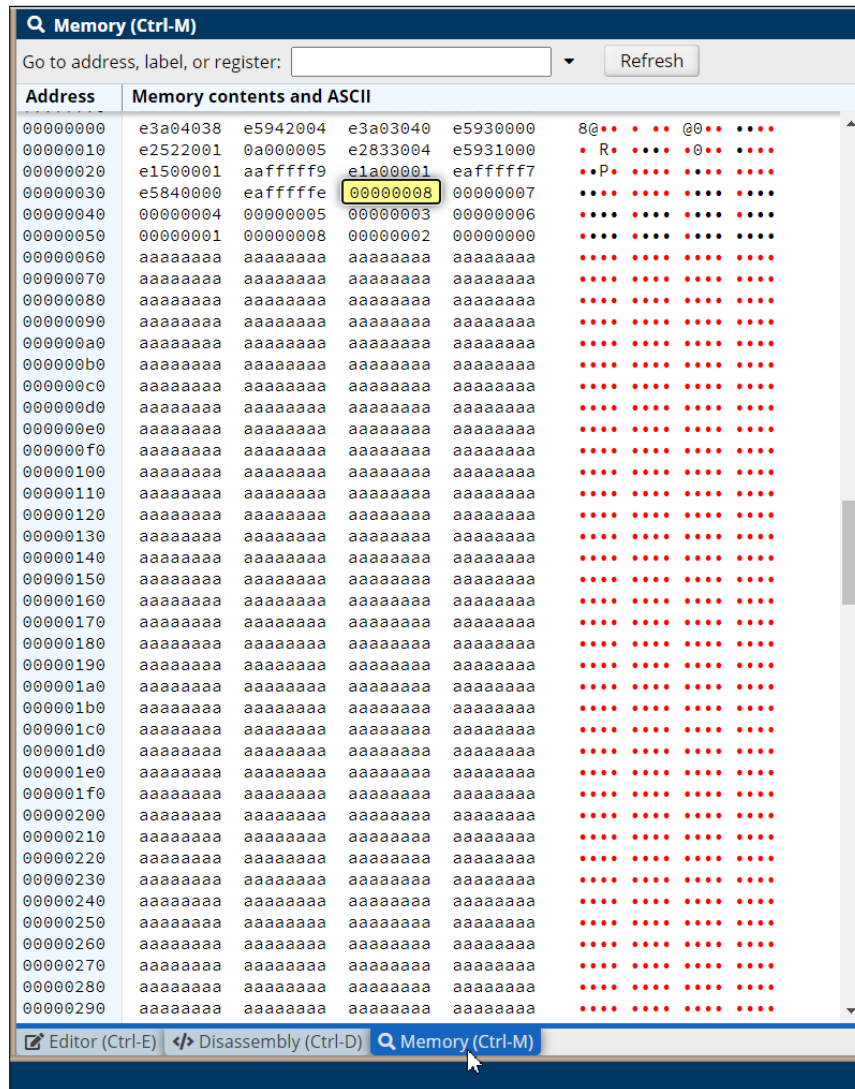 Memory (Ctrl-M)
Go to address, label, or register: Refresh
Address Memory contents and ASCII
00000000 e3a04038 e5942004 e3a03040 e5930000 8@•• • •• @0•• ••••
00000010 e2522001 0a000005 e2833004 e5931000 • R• •••• •0•• ••••
00000020 e1500001 aafffff9 e1a00001 eafffff7 ••P• •••• •••• ••••
00000030 e5840000 eafffffe 00000008 00000007 •••• •••• •••• ••••
00000040 00000004 00000005 00000003 00000006 •••• •••• •••• ••••
00000050 00000001 00000008 00000002 00000000 •••• •••• •••• ••••
00000060 aaaaaaaa aaaaaaaa aaaaaaaa aaaaaaaa •••• •••• •••• ••••
00000070 aaaaaaaa aaaaaaaa aaaaaaaa aaaaaaaa •••• •••• •••• ••••
00000080 aaaaaaaa aaaaaaaa aaaaaaaa aaaaaaaa •••• •••• •••• ••••
00000090 aaaaaaaa aaaaaaaa aaaaaaaa aaaaaaaa •••• •••• •••• ••••
000000a0 aaaaaaaa aaaaaaaa aaaaaaaa aaaaaaaa •••• •••• •••• ••••
000000b0 aaaaaaaa aaaaaaaa aaaaaaaa aaaaaaaa •••• •••• •••• ••••
000000c0 aaaaaaaa aaaaaaaa aaaaaaaa aaaaaaaa •••• •••• •••• ••••
000000d0 aaaaaaaa aaaaaaaa aaaaaaaa aaaaaaaa •••• •••• •••• ••••
000000e0 aaaaaaaa aaaaaaaa aaaaaaaa aaaaaaaa •••• •••• •••• ••••
000000f0 aaaaaaaa aaaaaaaa aaaaaaaa aaaaaaaa •••• •••• •••• ••••
00000100 aaaaaaaa aaaaaaaa aaaaaaaa aaaaaaaa •••• •••• •••• ••••
00000110 aaaaaaaa aaaaaaaa aaaaaaaa aaaaaaaa •••• •••• •••• ••••
00000120 aaaaaaaa aaaaaaaa aaaaaaaa aaaaaaaa •••• •••• •••• ••••
00000130 aaaaaaaa aaaaaaaa aaaaaaaa aaaaaaaa •••• •••• •••• ••••
00000140 aaaaaaaa aaaaaaaa aaaaaaaa aaaaaaaa •••• •••• •••• ••••
00000150 aaaaaaaa aaaaaaaa aaaaaaaa aaaaaaaa •••• •••• •••• ••••
00000160 aaaaaaaa aaaaaaaa aaaaaaaa aaaaaaaa •••• •••• •••• ••••
00000170 aaaaaaaa aaaaaaaa aaaaaaaa aaaaaaaa •••• •••• •••• ••••
00000180 aaaaaaaa aaaaaaaa aaaaaaaa aaaaaaaa •••• •••• •••• ••••
00000190 aaaaaaaa aaaaaaaa aaaaaaaa aaaaaaaa •••• •••• •••• ••••
000001a0 aaaaaaaa aaaaaaaa aaaaaaaa aaaaaaaa •••• •••• •••• ••••
000001b0 aaaaaaaa aaaaaaaa aaaaaaaa aaaaaaaa •••• •••• •••• ••••
000001c0 aaaaaaaa aaaaaaaa aaaaaaaa aaaaaaaa •••• •••• •••• ••••
000001d0 aaaaaaaa aaaaaaaa aaaaaaaa aaaaaaaa •••• •••• •••• ••••
000001e0 aaaaaaaa aaaaaaaa aaaaaaaa aaaaaaaa •••• •••• •••• ••••
000001f0 aaaaaaaa aaaaaaaa aaaaaaaa aaaaaaaa •••• •••• •••• ••••
00000200 aaaaaaaa aaaaaaaa aaaaaaaa aaaaaaaa •••• •••• •••• ••••
00000210 aaaaaaaa aaaaaaaa aaaaaaaa aaaaaaaa •••• •••• •••• ••••
00000220 aaaaaaaa aaaaaaaa aaaaaaaa aaaaaaaa •••• •••• •••• ••••
00000230 aaaaaaaa aaaaaaaa aaaaaaaa aaaaaaaa •••• •••• •••• ••••
00000240 aaaaaaaa aaaaaaaa aaaaaaaa aaaaaaaa •••• •••• •••• ••••
00000250 aaaaaaaa aaaaaaaa aaaaaaaa aaaaaaaa •••• •••• •••• ••••
00000260 aaaaaaaa aaaaaaaa aaaaaaaa aaaaaaaa •••• •••• •••• ••••
00000270 aaaaaaaa aaaaaaaa aaaaaaaa aaaaaaaa •••• •••• •••• ••••
00000280 aaaaaaaa aaaaaaaa aaaaaaaa aaaaaaaa •••• •••• •••• ••••
00000290 aaaaaaaa aaaaaaaa aaaaaaaa aaaaaaaa •••• •••• •••• ••••
Editor (Ctrl-E) </> Disassembly (Ctrl-D) Memory (Ctrl-M)